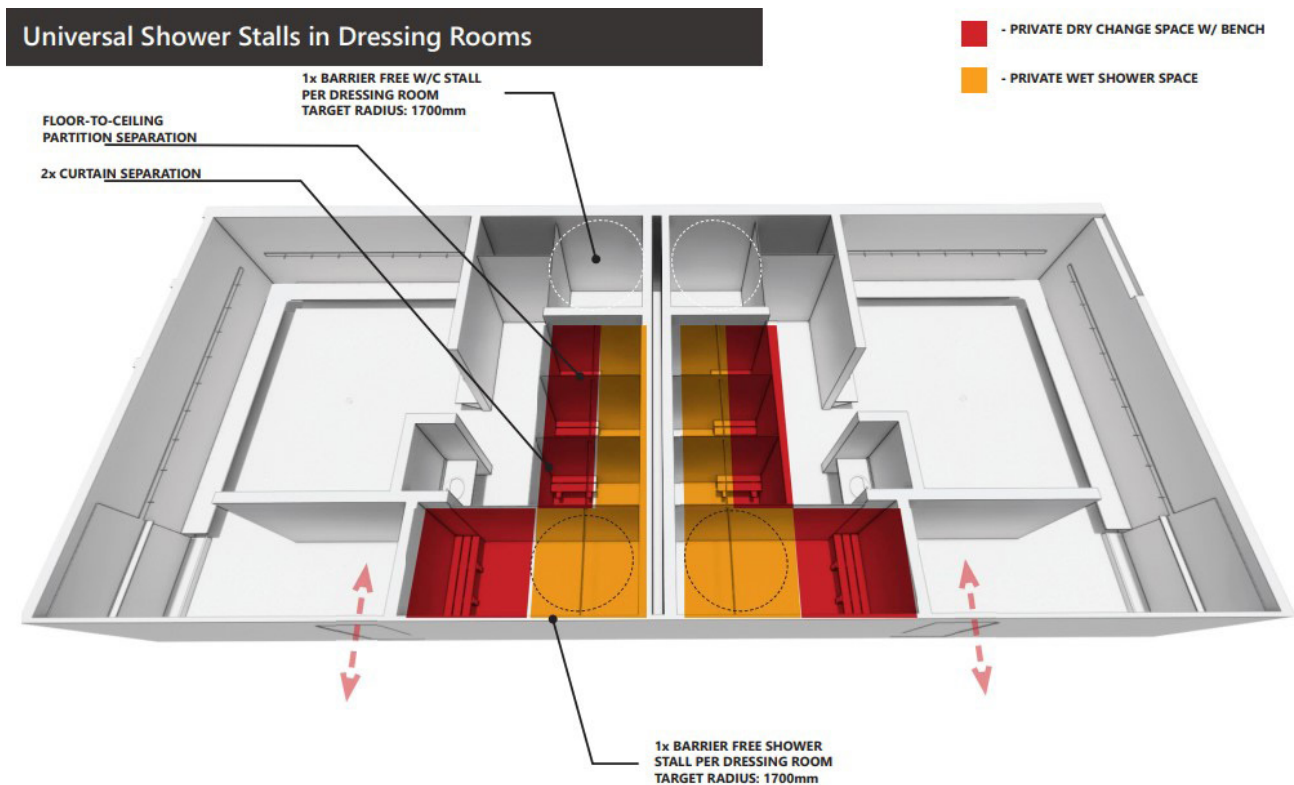 Universal Shower Stalls in Dressing Rooms
- PRIVATE DRY CHANGE SPACE W/ BENCH
- PRIVATE WET SHOWER SPACE
1x BARRIER FREE W/C STALL
PER DRESSING ROOM
TARGET RADIUS: 1700mm
FLOOR-TO-CEILING
PARTITION SEPARATION
2x CURTAIN SEPARATION
1x BARRIER FREE SHOWER
STALL PER DRESSING ROOM
TARGET RADIUS: 1700mm